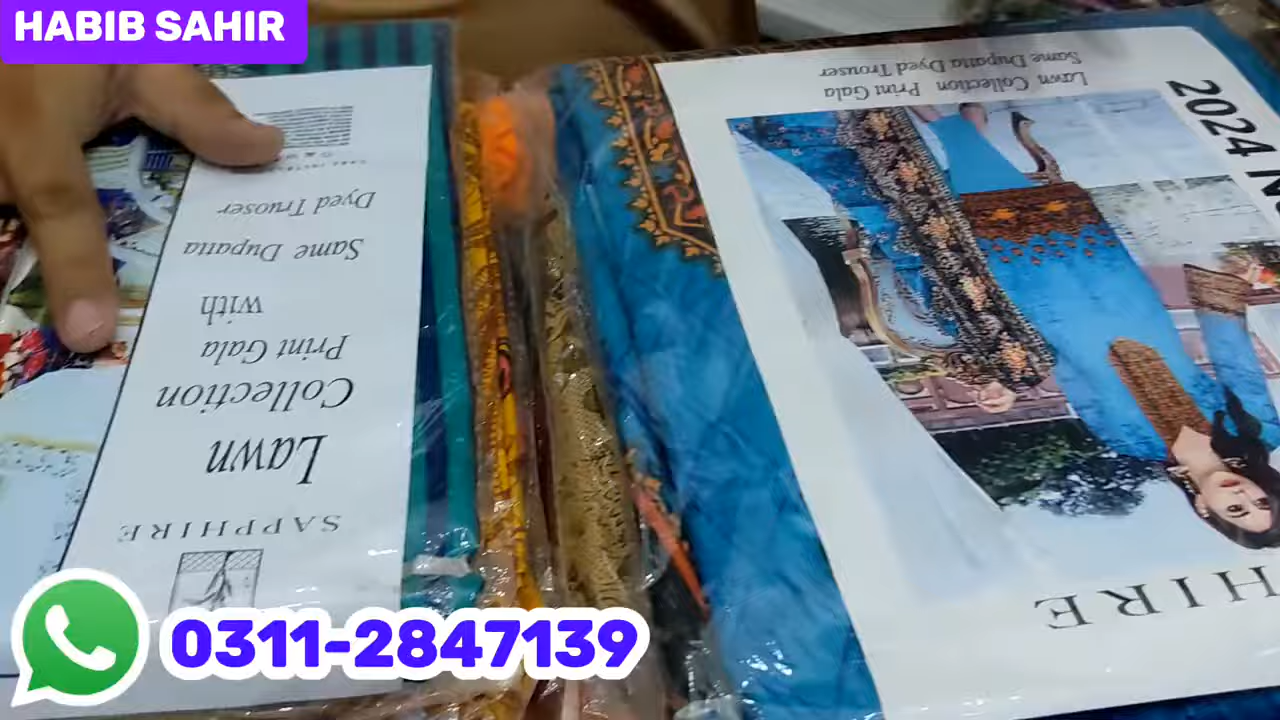 HABIB SAHIR
SAPPHIRE
Lawn
Collection
Print Gala
with
Same Dupatta
Dyed Truoser
HIRE
2024 N
Lawn Collection Print Gala
Same Dupatta Dyed Trouser
0311-2847139